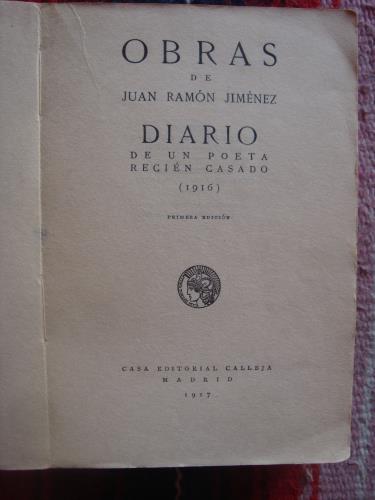 OBRAS
DE
JUAN RAMÓN JIMÉNEZ
DIARIO
DE UN POETA
RECIÉN CASADO
(1916)
PRIMERA EDICIÓN
CASA EDITORIAL CALLEJA
MADRID
1917